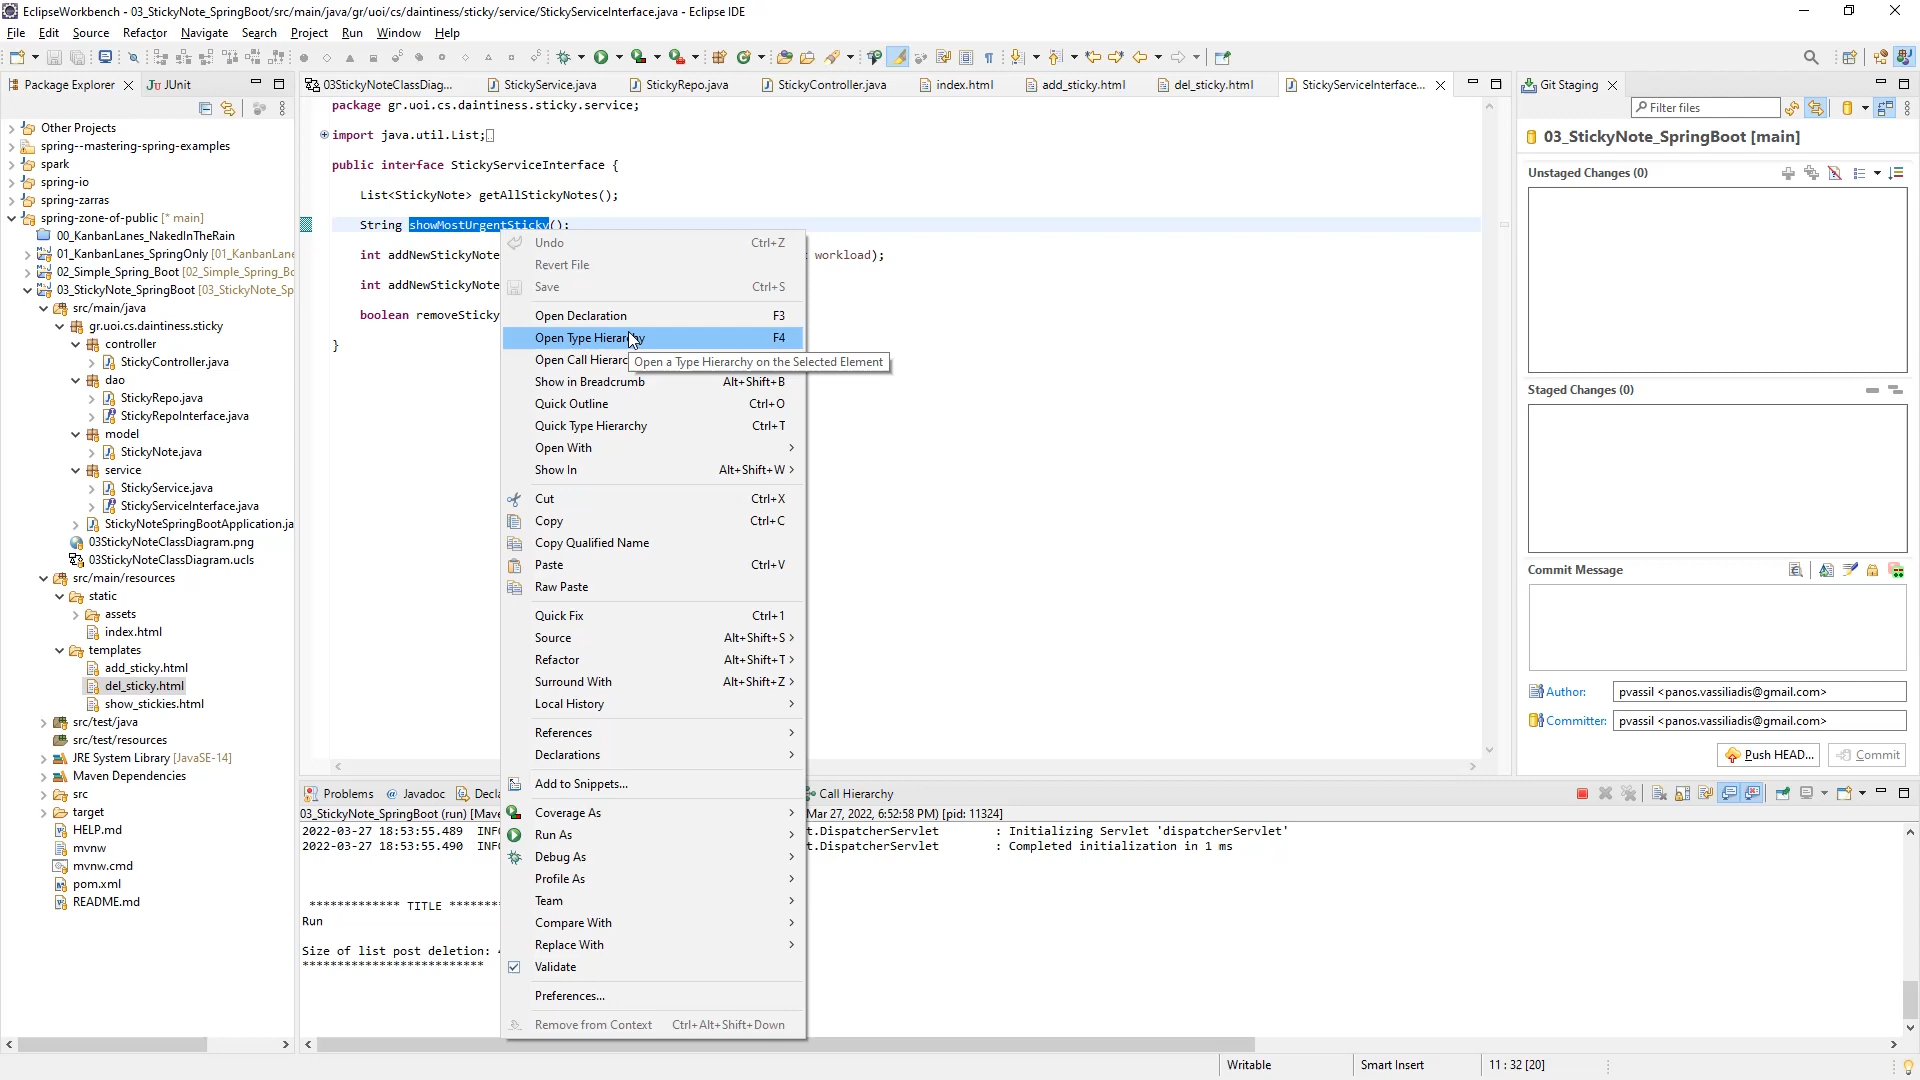 EclipseWorkbench - 03_StickyNote_SpringBoot/src/main/java/gr/uoi/cs/daintiness/sticky/service/StickyServiceInterface.java - Eclipse IDE
File Edit Source Refactor Navigate Search Project Run Window Help
Package Explorer JUnit
Other Projects
spring--mastering-spring-examples
spark
spring-io
spring-zarras
spring-zone-of-public [* main]
00_KanbanLanes_NakedInTheRain
01_KanbanLanes_SpringOnly [01_KanbanLane
02_Simple_Spring_Boot [02_Simple_Spring_Bo
03_StickyNote_SpringBoot [03_StickyNote_Sp
src/main/java
gr.uoi.cs.daintiness.sticky
controller
StickyController.java
dao
StickyRepo.java
StickyRepoInterface.java
model
StickyNote.java
service
StickyService.java
StickyServiceInterface.java
StickyNoteSpringBootApplication.ja
03StickyNoteClassDiagram.png
03StickyNoteClassDiagram.ucls
src/main/resources
static
assets
index.html
templates
add_sticky.html
del_sticky.html
show_stickies.html
src/test/java
src/test/resources
JRE System Library [JavaSE-14]
Maven Dependencies
src
target
HELP.md
mvnw
mvnw.cmd
pom.xml
README.md
03StickyNoteClassDiag... StickyService.java StickyRepo.java StickyController.java index.html add_sticky.html del_sticky.html StickyServiceInterface...
package gr.uoi.cs.daintiness.sticky.service;
import java.util.List;
public interface StickyServiceInterface {
List<StickyNote> getAllStickyNotes();
String showMostUrgentSticky();
int addNewStickyNote workload);
int addNewStickyNote
boolean removeSticky
}
Undo Ctrl+Z
Revert File
Save Ctrl+S
Open Declaration F3
Open Type Hierarchy F4
Open Call Hierarc
Open a Type Hierarchy on the Selected Element
Show in Breadcrumb Alt+Shift+B
Quick Outline Ctrl+O
Quick Type Hierarchy Ctrl+T
Open With
Show In Alt+Shift+W
Cut Ctrl+X
Copy Ctrl+C
Copy Qualified Name
Paste Ctrl+V
Raw Paste
Quick Fix Ctrl+1
Source Alt+Shift+S
Refactor Alt+Shift+T
Surround With Alt+Shift+Z
Local History
References
Declarations
Add to Snippets...
Coverage As
Run As
Debug As
Profile As
Team
Compare With
Replace With
Validate
Preferences...
Remove from Context Ctrl+Alt+Shift+Down
Git Staging
Filter files
03_StickyNote_SpringBoot [main]
Unstaged Changes (0)
Staged Changes (0)
Commit Message
Author: pvassil <panos.vassiliadis@gmail.com>
Committer: pvassil <panos.vassiliadis@gmail.com>
Push HEAD... Commit
Problems Javadoc Decla Call Hierarchy
03_StickyNote_SpringBoot (run) [Mave Mar 27, 2022, 6:52:58 PM) [pid: 11324]
2022-03-27 18:53:55.489 INFO t.DispatcherServlet : Initializing Servlet 'dispatcherServlet'
2022-03-27 18:53:55.490 INFO t.DispatcherServlet : Completed initialization in 1 ms
************* TITLE *******
Run
Size of list post deletion:
**************************
Writable Smart Insert 11 : 32 [20]